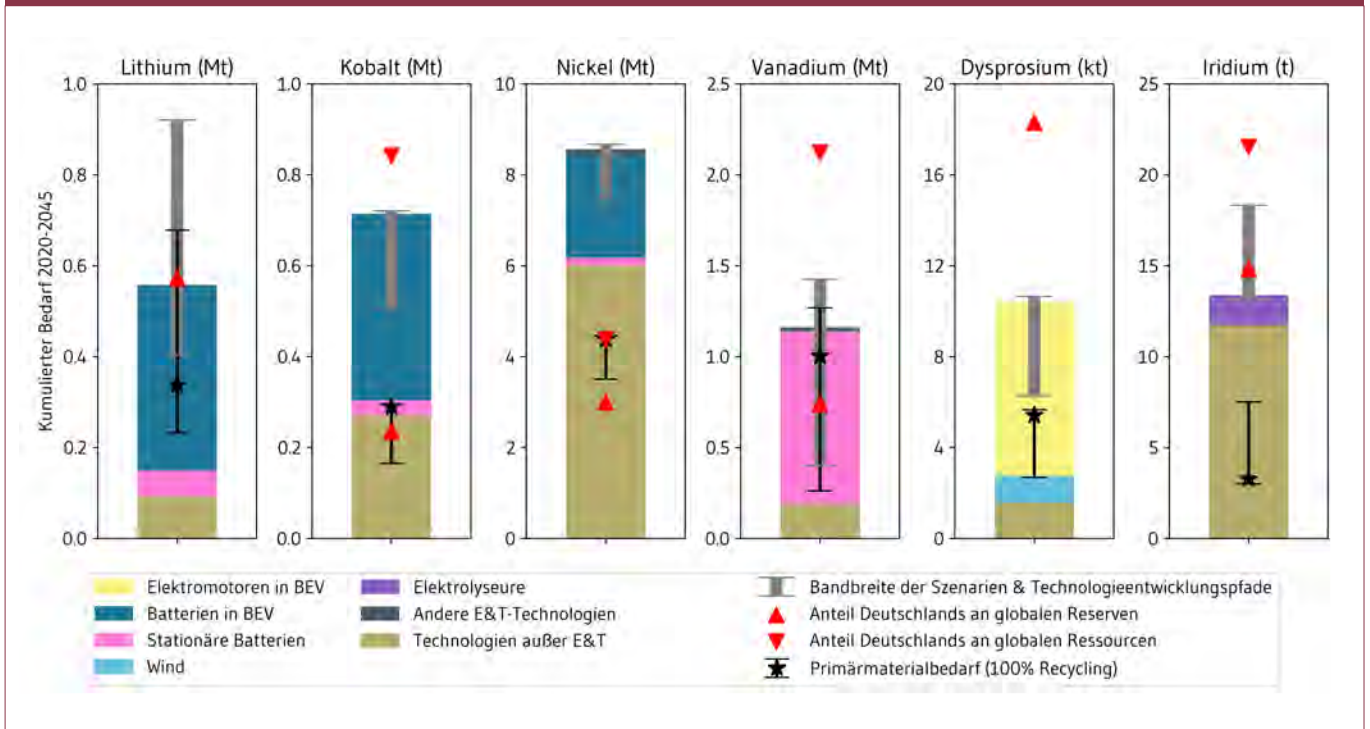 Lithium (Mt)
Kobalt (Mt)
Nickel (Mt)
Vanadium (Mt)
Dysprosium (kt)
Iridium (t)
Kumulierter Bedarf 2020-2045
1.0
0.8
0.6
0.4
0.2
0.0
1.0
0.8
0.6
0.4
0.2
0.0
10
8
6
4
2
0
2.5
2.0
1.5
1.0
0.5
0.0
20
16
12
8
4
0
25
20
15
10
5
0
Elektromotoren in BEV
Batterien in BEV
Stationäre Batterien
Wind
Elektrolyseure
Andere E&T-Technologien
Technologien außer E&T
Bandbreite der Szenarien & Technologieentwicklungspfade
Anteil Deutschlands an globalen Reserven
Anteil Deutschlands an globalen Ressourcen
Primärmaterialbedarf (100% Recycling)